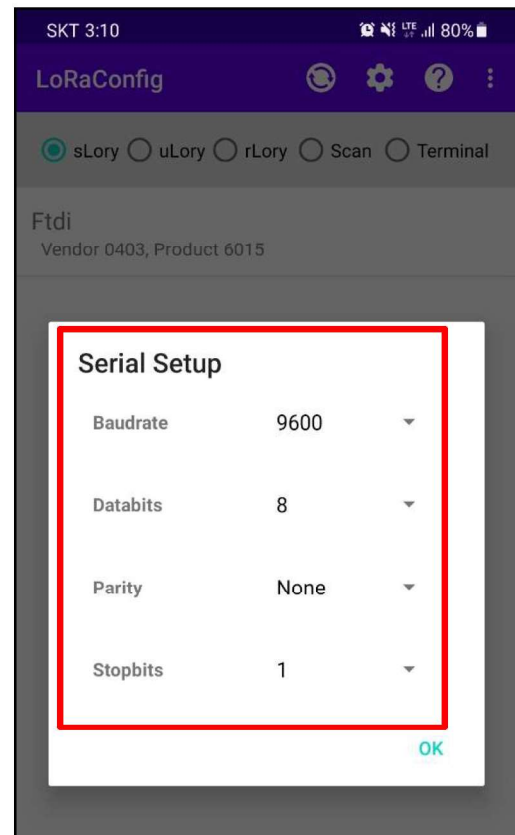 SKT 3:10 LTE 80%
LoRaConfig
sLory uLory rLory Scan Terminal
Ftdi
Vendor 0403, Product 6015
Serial Setup
Baudrate 9600
Databits 8
Parity None
Stopbits 1
OK